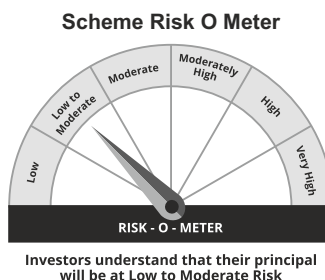 Scheme Risk O Meter
Low
Low to
Moderate
Moderate
Moderately
High
High
Very High
RISK - O - METER
Investors understand that their principal
will be at Low to Moderate Risk